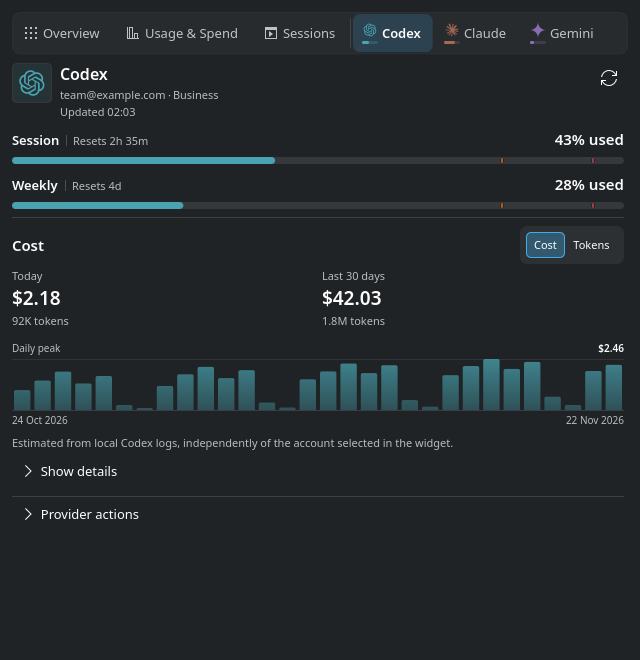 Overview Usage & Spend Sessions Codex Claude Gemini
Codex
team@example.com · Business
Updated 02:03
Session Resets 2h 35m 43% used
Weekly Resets 4d 28% used
Cost Cost Tokens
Today Last 30 days
$2.18 $42.03
92K tokens 1.8M tokens
Daily peak $2.46
24 Oct 2026 22 Nov 2026
Estimated from local Codex logs, independently of the account selected in the widget.
Show details
Provider actions